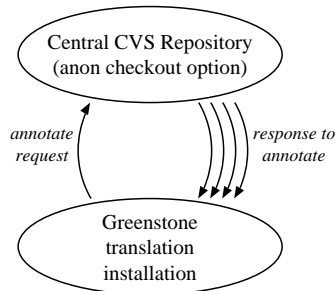 Central CVS Repository
(anon checkout option)
annotate
request
response to
annotate
Greenstone
translation
installation